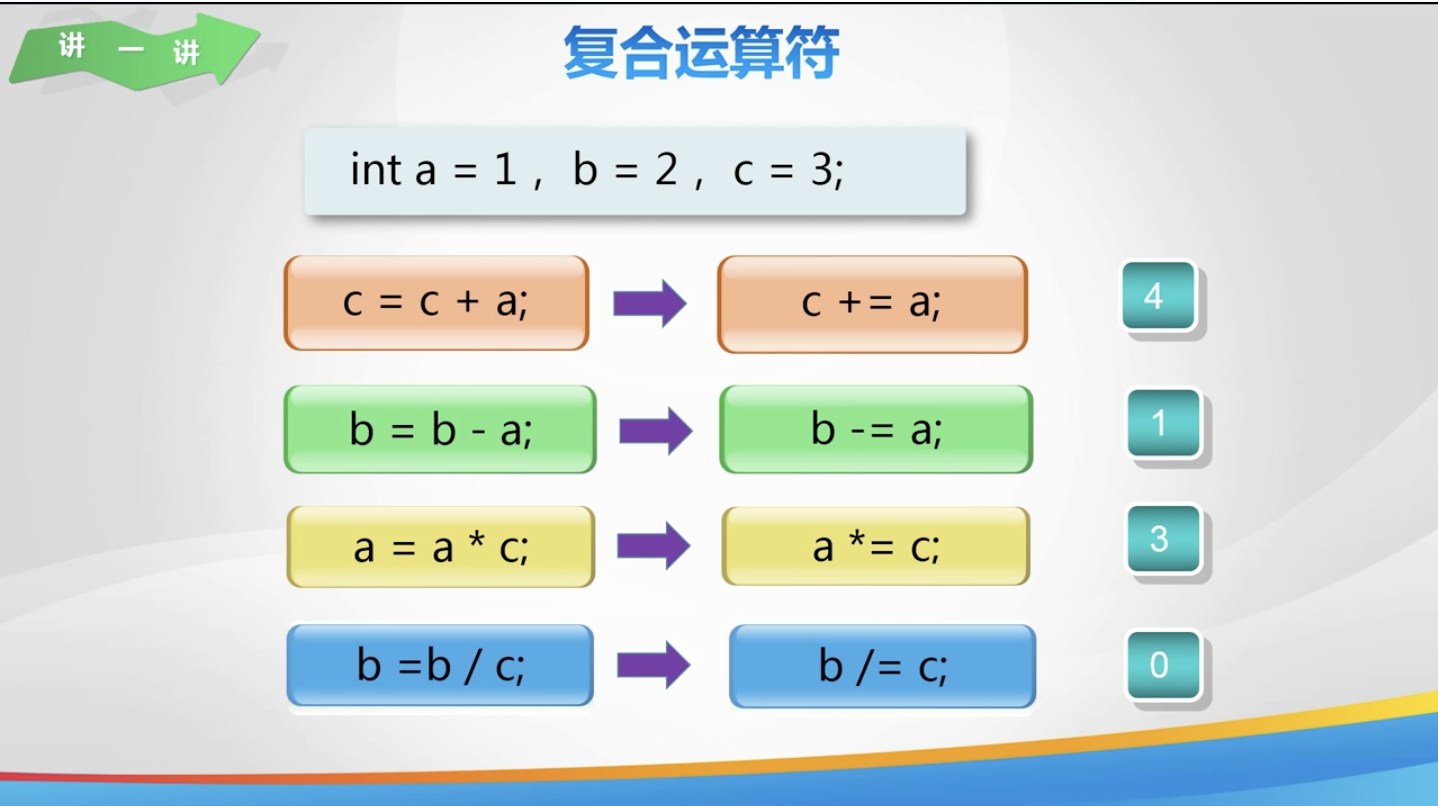 讲一讲
复合运算符
int a = 1 , b = 2 , c = 3;
c = c + a;
c += a;
4
b = b - a;
b -= a;
1
a = a * c;
a *= c;
3
b =b / c;
b /= c;
0